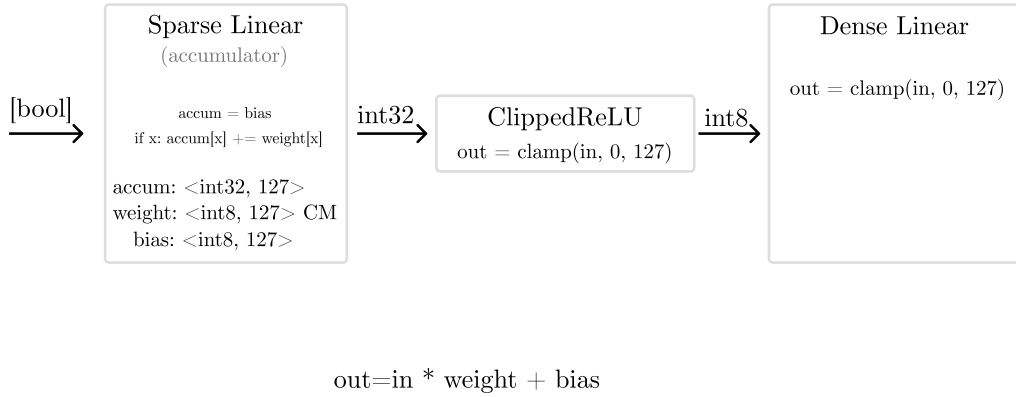 [bool]
Sparse Linear
(accumulator)
accum = bias
if x: accum[x] += weight[x]
accum: <int32, 127>
weight: <int8, 127> CM
bias: <int8, 127>
int32
ClippedReLU
out = clamp(in, 0, 127)
int8
Dense Linear
out = clamp(in, 0, 127)
out=in * weight + bias